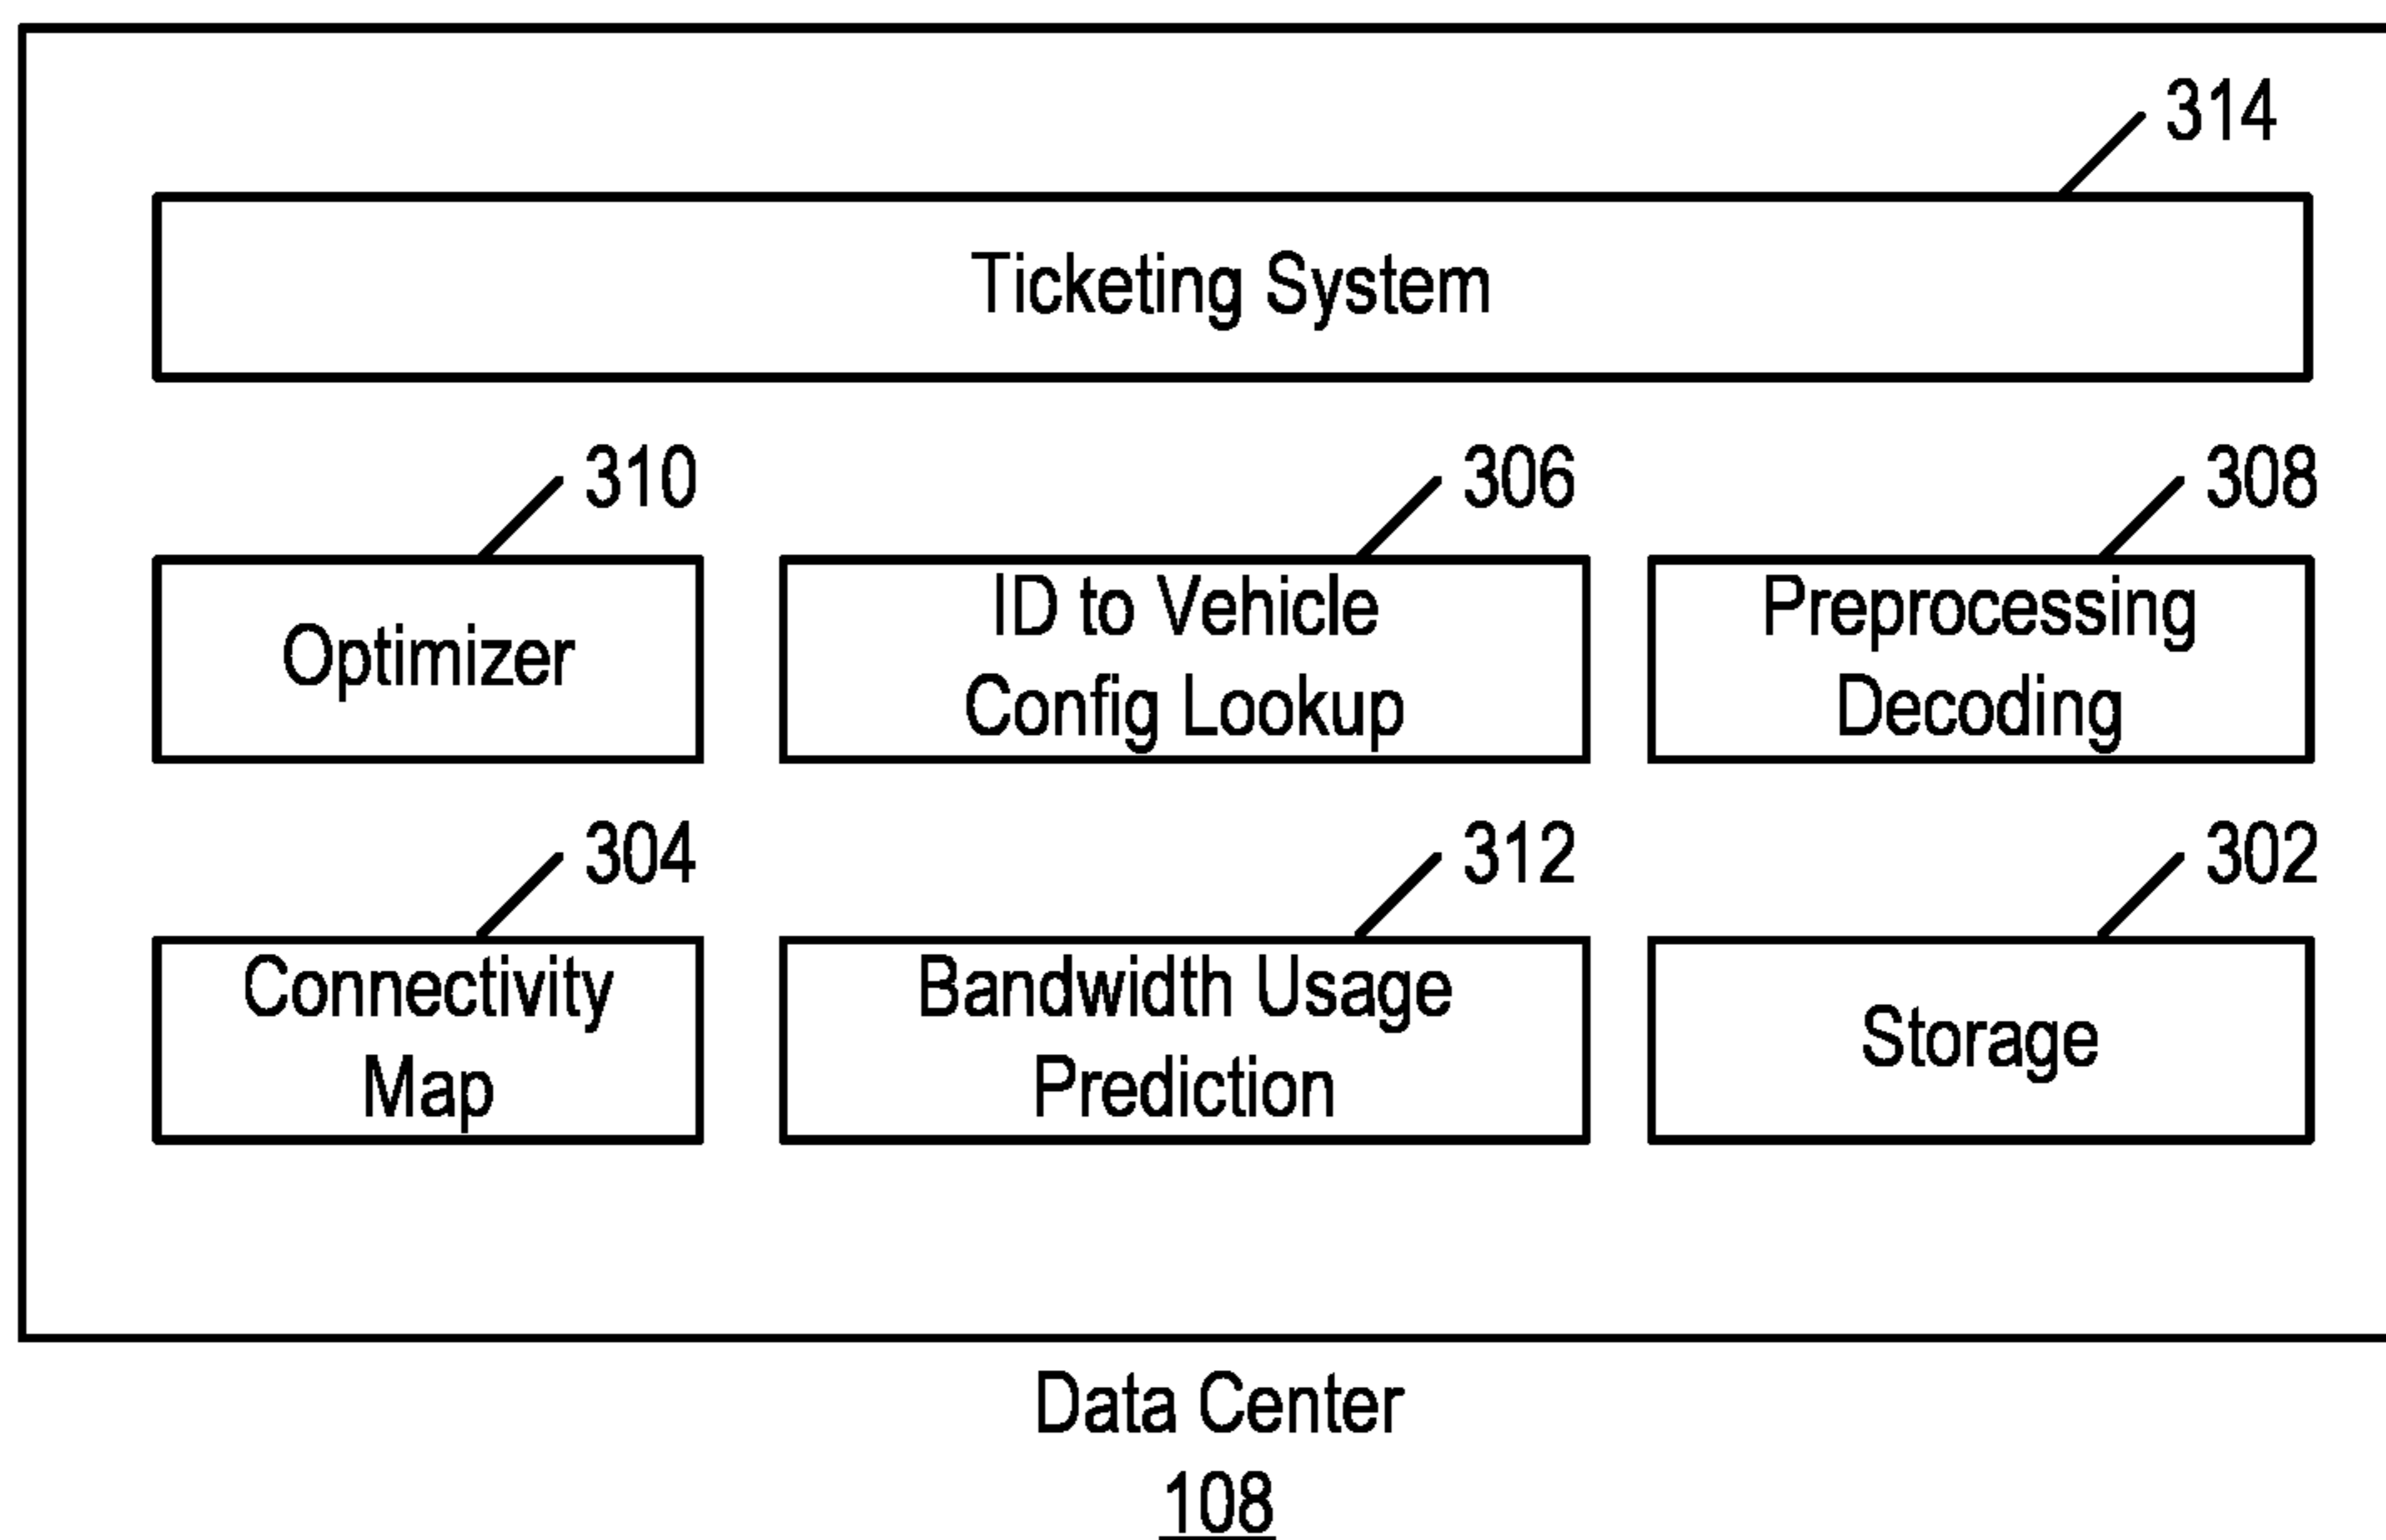 314
Ticketing System
310
306
308
Optimizer
ID to Vehicle
Config Lookup
Preprocessing
Decoding
304
312
302
Connectivity
Map
Bandwidth Usage
Prediction
Storage
Data Center
108